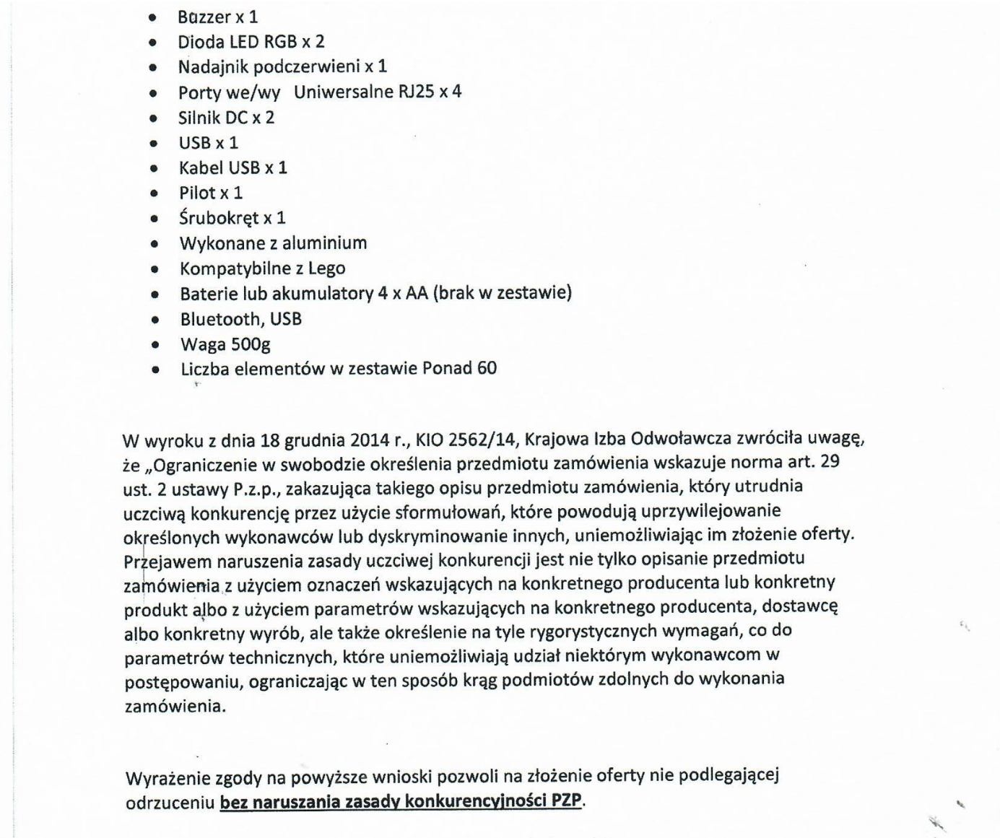 • Buzzer x 1
• Dioda LED RGB x 2
• Nadajnik podczerwieni x 1
• Porty we/wy Uniwersalne RJ25 x 4
• Silnik DC x 2
• USB x 1
• Kabel USB x 1
• Pilot x 1
• Śrubokręt x 1
• Wykonane z aluminium
• Kompatybilne z Lego
• Baterie lub akumulatory 4 x AA (brak w zestawie)
• Bluetooth, USB
• Waga 500g
• Liczba elementów w zestawie Ponad 60
W wyroku z dnia 18 grudnia 2014 r., KIO 2562/14, Krajowa Izba Odwoławcza zwróciła uwagę,
że „Ograniczenie w swobodzie określenia przedmiotu zamówienia wskazuje norma art. 29
ust. 2 ustawy P.z.p., zakazująca takiego opisu przedmiotu zamówienia, który utrudnia
uczciwą konkurencję przez użycie sformułowań, które powodują uprzywilejowanie
określonych wykonawców lub dyskryminowanie innych, uniemożliwiając im złożenie oferty.
Przejawem naruszenia zasady uczciwej konkurencji jest nie tylko opisanie przedmiotu
zamówienia z użyciem oznaczeń wskazujących na konkretnego producenta lub konkretny
produkt albo z użyciem parametrów wskazujących na konkretnego producenta, dostawcę
albo konkretny wyrób, ale także określenie na tyle rygorystycznych wymagań, co do
parametrów technicznych, które uniemożliwiają udział niektórym wykonawcom w
postępowaniu, ograniczając w ten sposób krąg podmiotów zdolnych do wykonania
zamówienia.
Wyrażenie zgody na powyższe wnioski pozwoli na złożenie oferty nie podlegającej
odrzuceniu bez naruszania zasady konkurencyjności PZP.